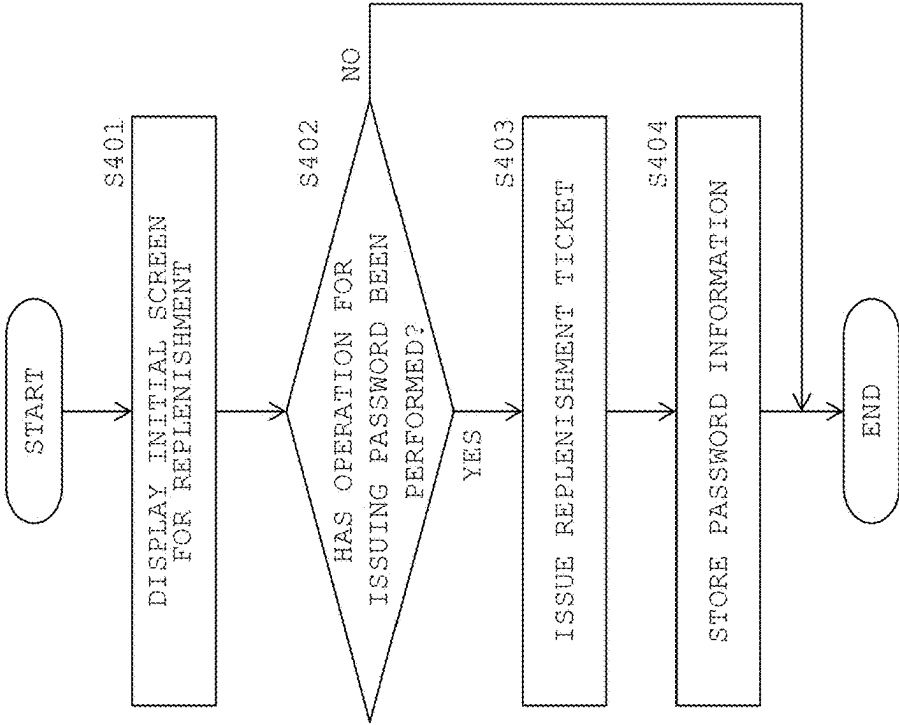 START
S401
DISPLAY INITIAL SCREEN
FOR REPLENISHMENT
S402
HAS OPERATION FOR
ISSUING PASSWORD BEEN
PERFORMED?
NO
YES
S403
ISSUE REPLENISHMENT TICKET
S404
STORE PASSWORD INFORMATION
END